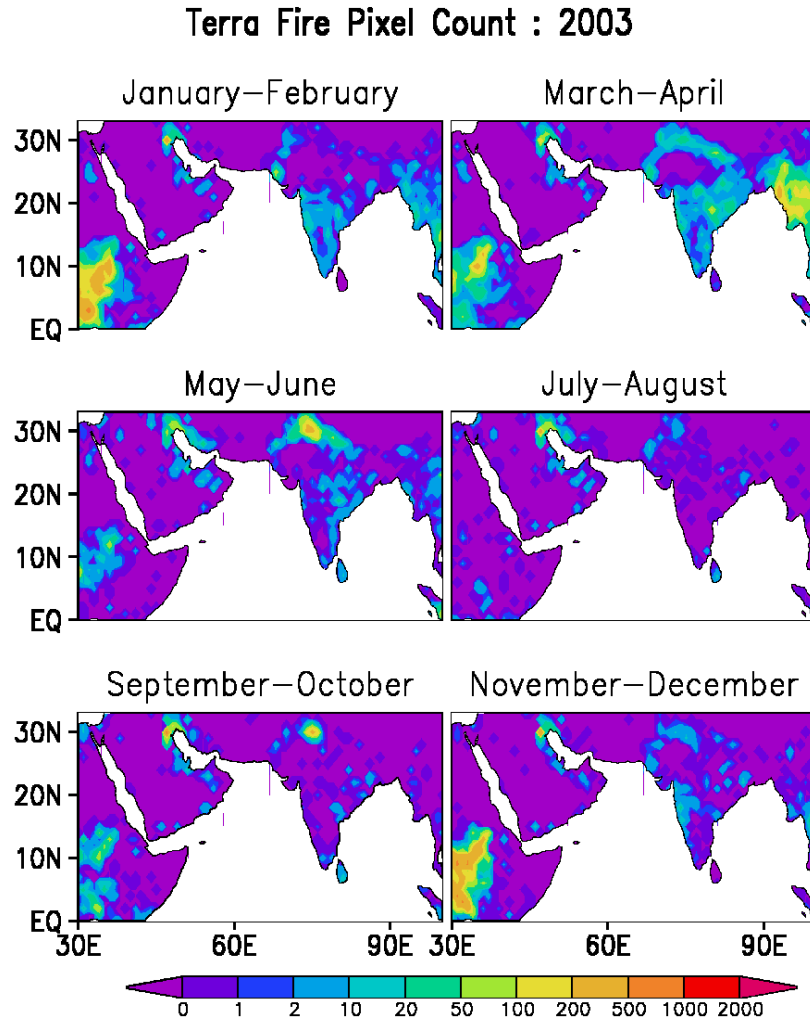 Terra Fire Pixel Count : 2003
January–February March–April
30N
20N
10N
EQ
May–June July–August
30N
20N
10N
EQ
September–October November–December
30N
20N
10N
EQ
30E 60E 90E 30E 60E 90E
0 1 2 10 20 50 100 200 500 1000 2000